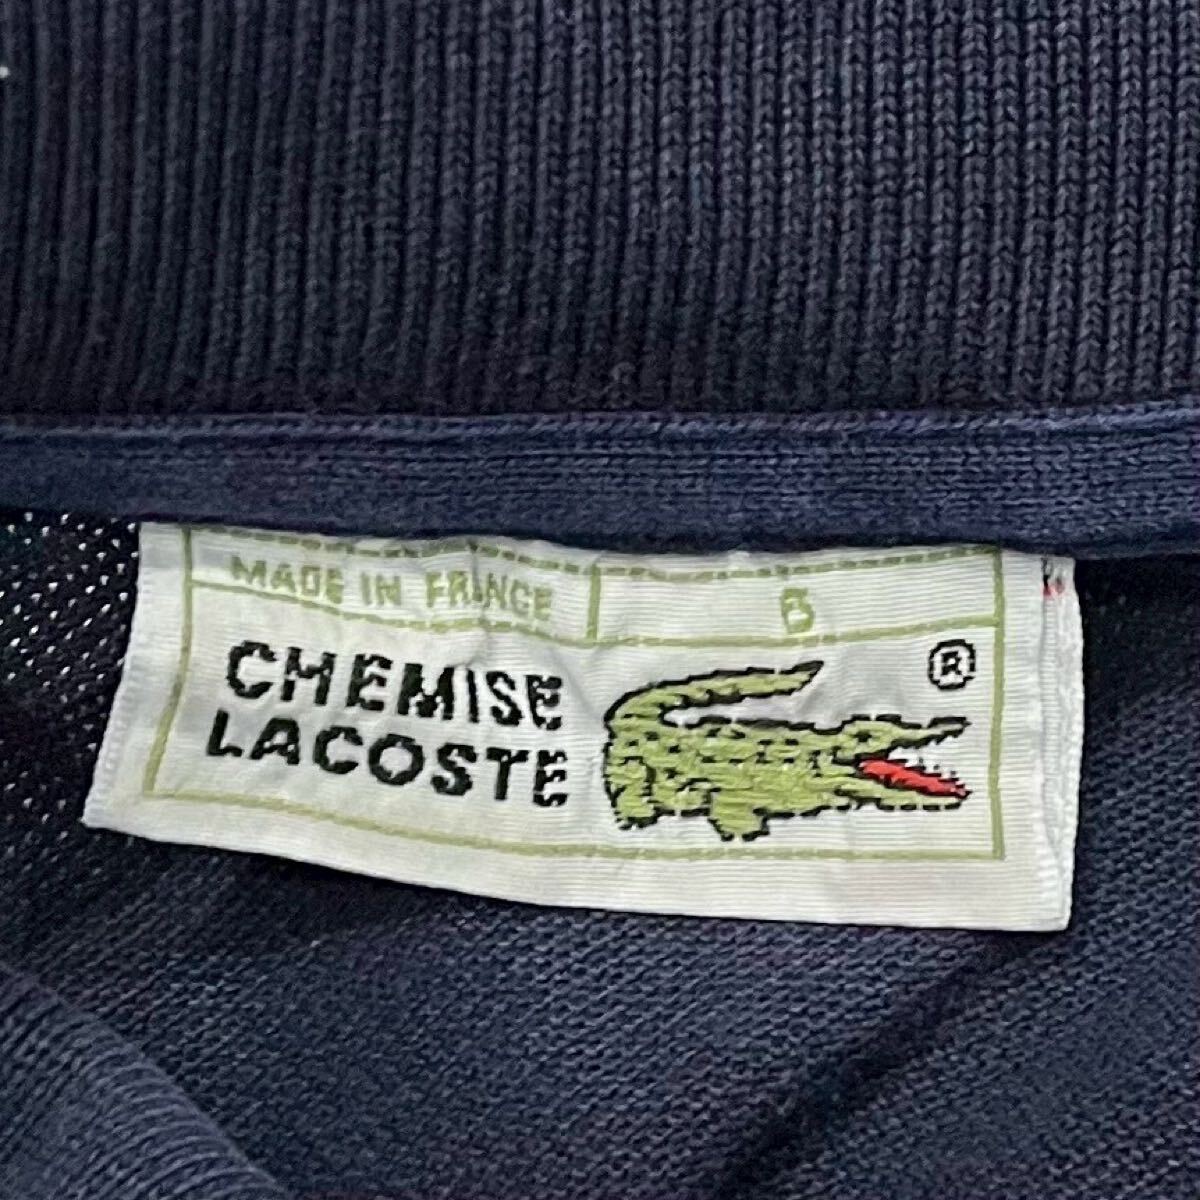 MADE IN FRANCE 6
CHEMISE
LACOSTE
®